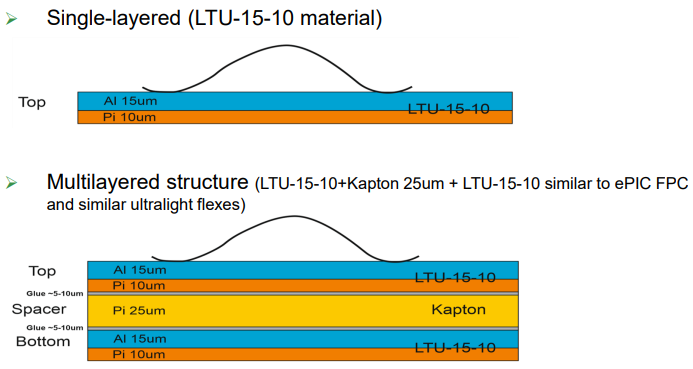 Single-layered (LTU-15-10 material)
Top
Al 15um
LTU-15-10
Pi 10um
Multilayered structure (LTU-15-10+Kapton 25um + LTU-15-10 similar to ePIC FPC
and similar ultralight flexes)
Top
Al 15um
LTU-15-10
Pi 10um
Glue ~5-10um
Spacer
Pi 25um
Kapton
Glue ~5-10um
Bottom
Al 15um
LTU-15-10
Pi 10um